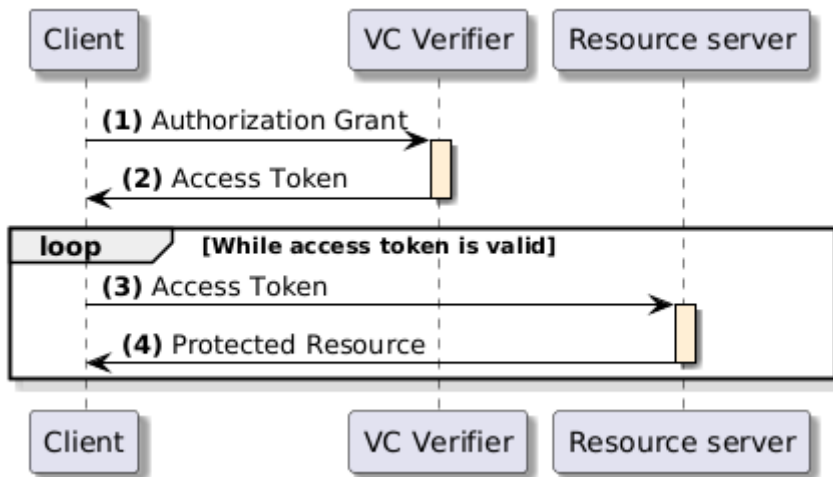 Client VC Verifier Resource server
(1) Authorization Grant
(2) Access Token
loop [While access token is valid]
(3) Access Token
(4) Protected Resource
Client VC Verifier Resource server